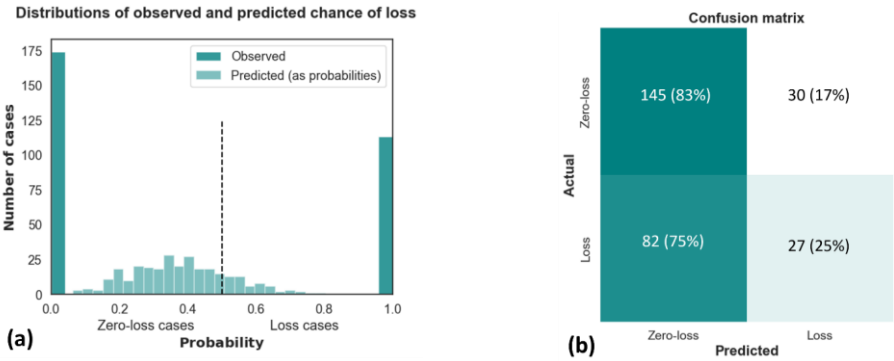 Distributions of observed and predicted chance of loss
175
150
125
100
75
50
25
0
Number of cases
Observed
Predicted (as probabilities)
0.0 0.2 0.4 0.6 0.8 1.0
Zero-loss cases Loss cases
Probability
(a)
Confusion matrix
Actual
Zero-loss
145 (83%) 30 (17%)
Loss
82 (75%) 27 (25%)
Zero-loss Loss
Predicted
(b)